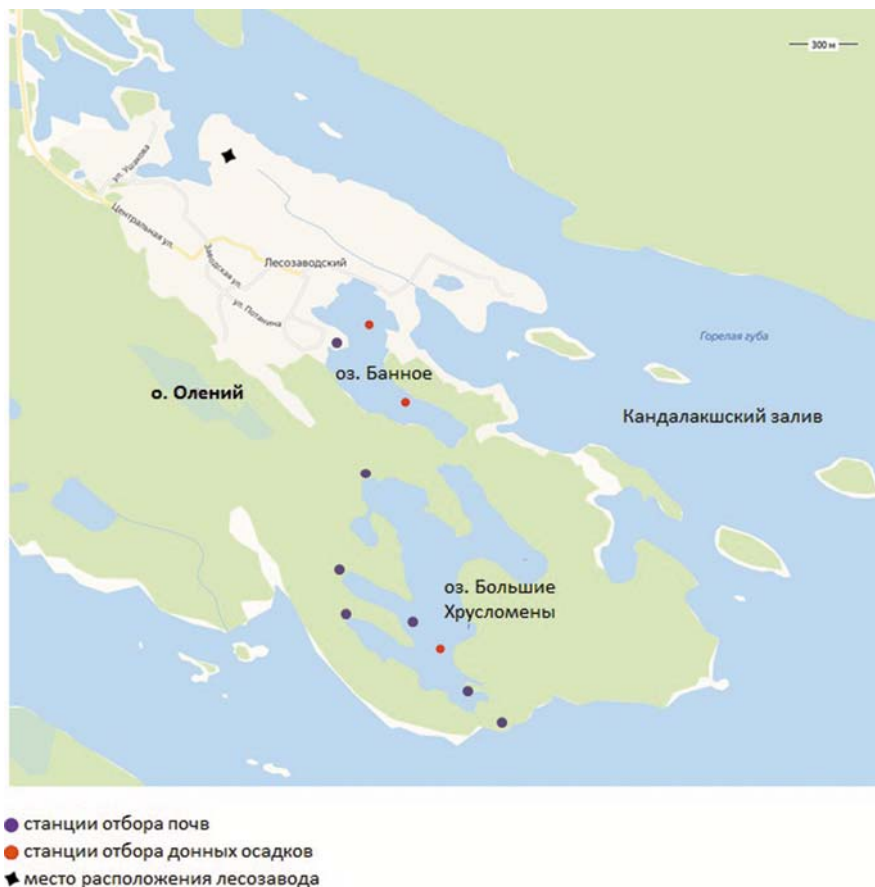 300 м
ул. Ушакова
Центральная ул.
Заводская ул.
Лесозаводский
ул. Потанина
Горелая губа
оз. Банное
о. Олений
Кандалакшский залив
оз. Большие
Хрусломены
станции отбора почв
станции отбора донных осадков
место расположения лесозавода